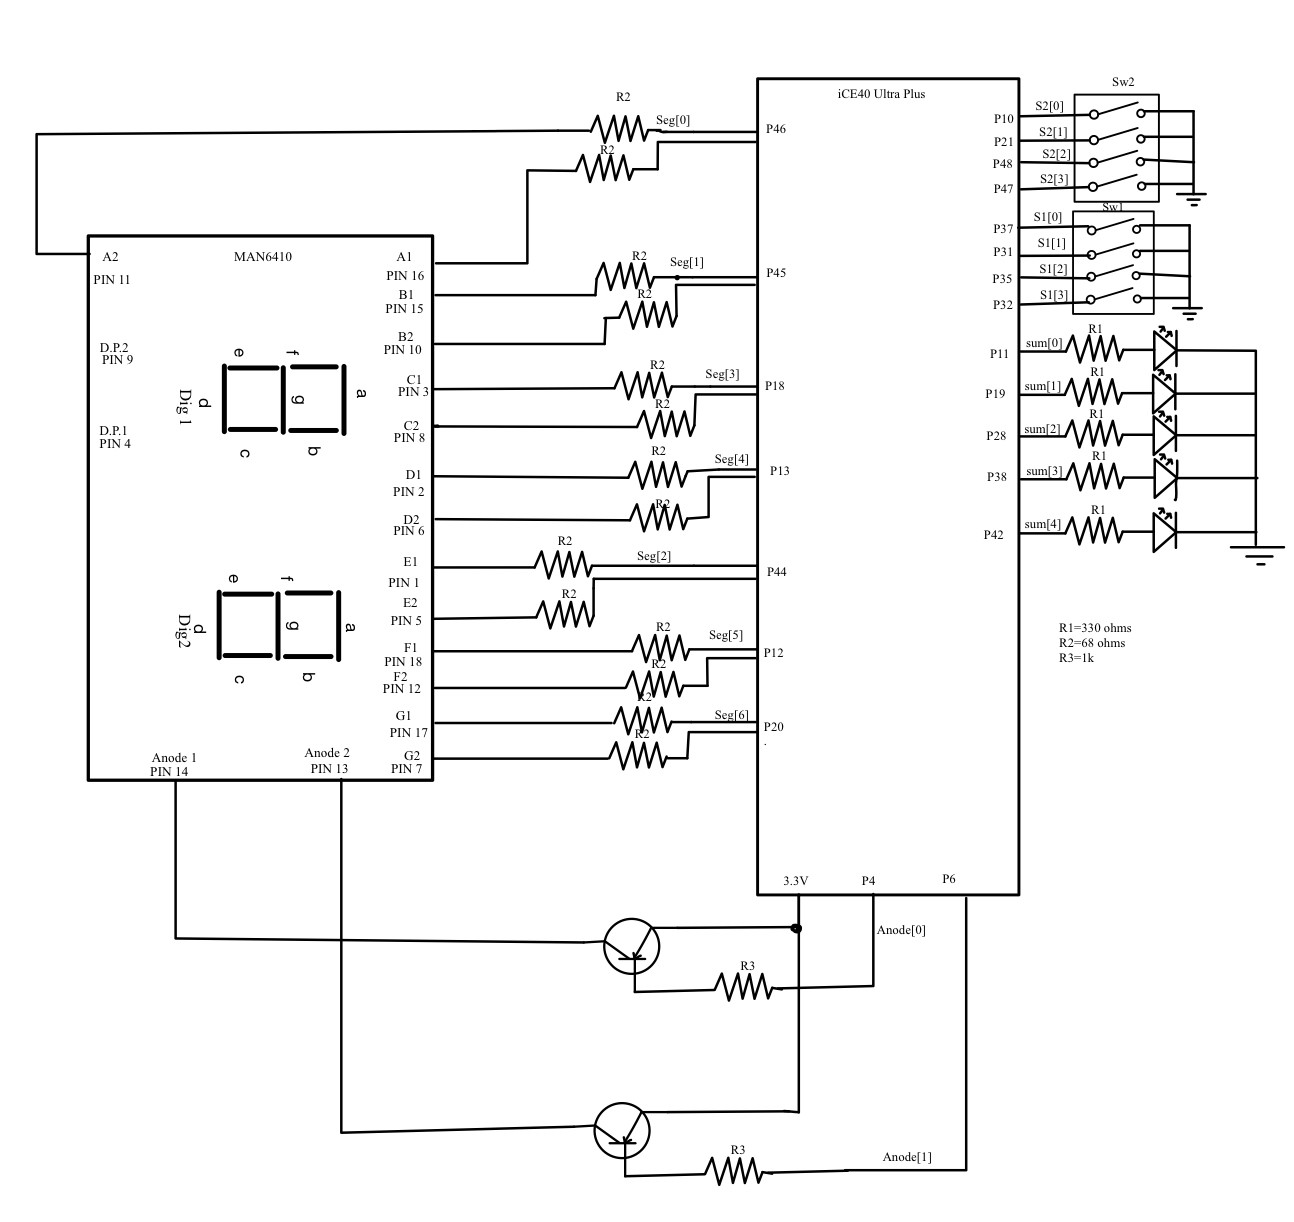 Sw2
iCE40 Ultra Plus
R2
Seg[0]
P46
R2
P10
S2[0]
P21
S2[1]
P48
S2[2]
P47
S2[3]
Sw1
P37
S1[0]
P31
S1[1]
P35
S1[2]
P32
S1[3]
A2
PIN 11
MAN6410
A1
PIN 16
B1
PIN 15
B2
PIN 10
R2
Seg[1]
P45
R2
D.P.2
PIN 9
D.P.1
PIN 4
C1
PIN 3
C2
PIN 8
R2
Seg[3]
P18
R2
P11
sum[0]
R1
P19
sum[1]
R1
P28
sum[2]
R1
P38
sum[3]
R1
P42
sum[4]
R1
e
f
a
g
d
Dig 1
c
b
D1
PIN 2
D2
PIN 6
R2
Seg[4]
P13
R2
E1
PIN 1
E2
PIN 5
R2
Seg[2]
P44
R2
e
f
a
g
d
Dig2
c
b
F1
PIN 18
F2
PIN 12
R2
Seg[5]
P12
R2
G1
PIN 17
G2
PIN 7
R2
Seg[6]
P20
.
R2
R1=330 ohms
R2=68 ohms
R3=1k
Anode 1
PIN 14
Anode 2
PIN 13
3.3V
P4
P6
Anode[0]
R3
Anode[1]
R3